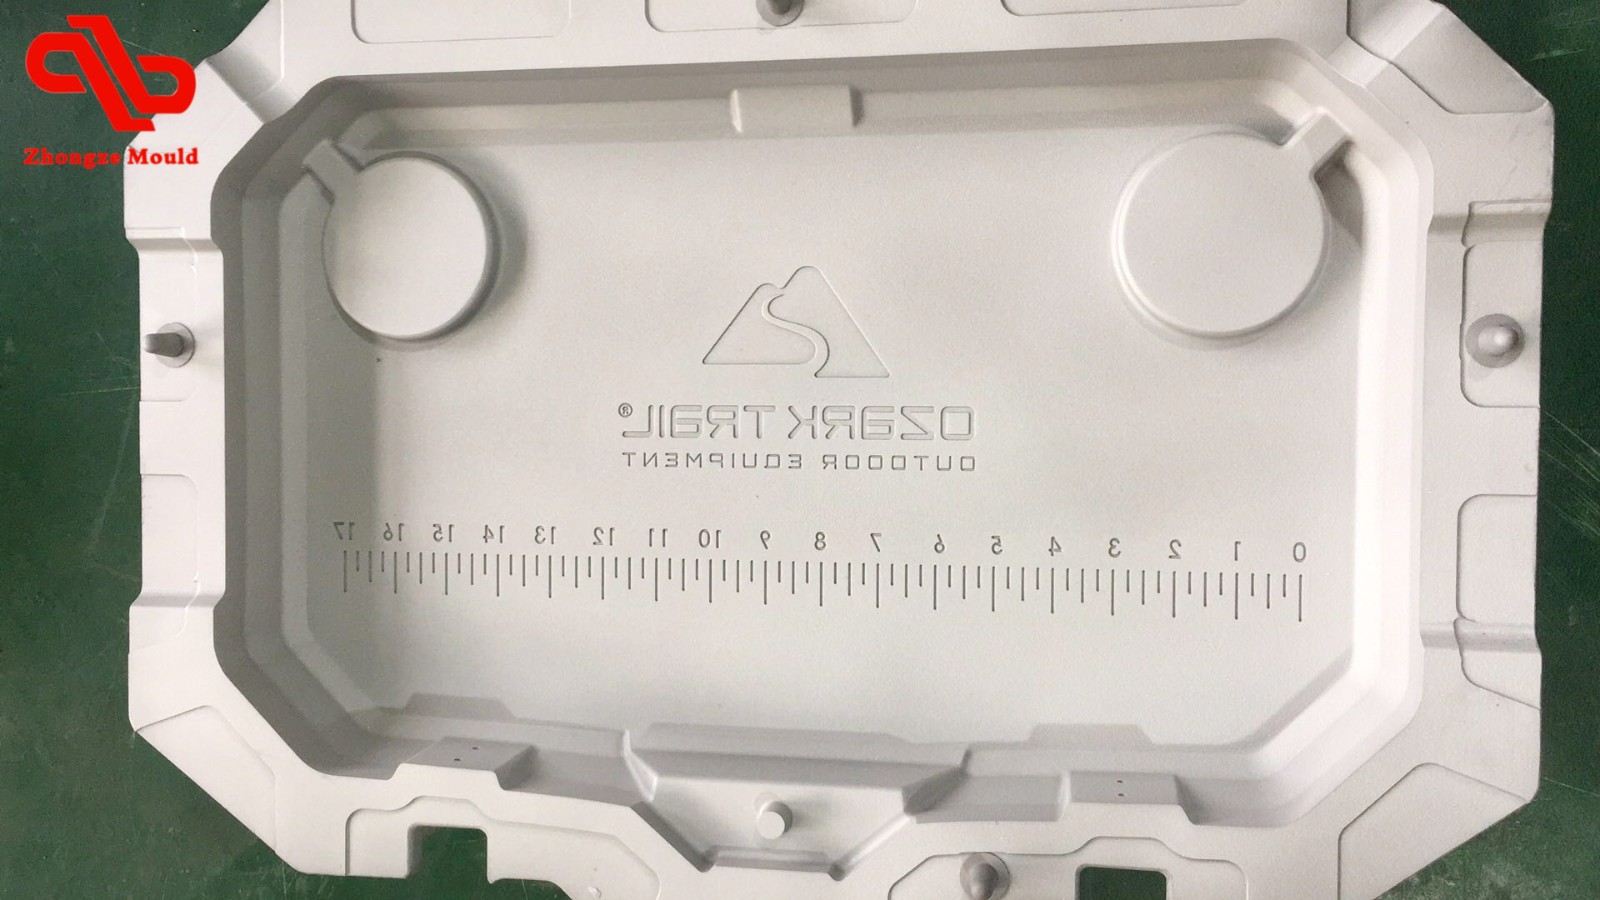 Zhongze Mould
OZARK TRAIL®
OUTDOOR EQUIPMENT
17 16 15 14 13 12 11 10 9 8 7 6 5 4 3 2 1 0